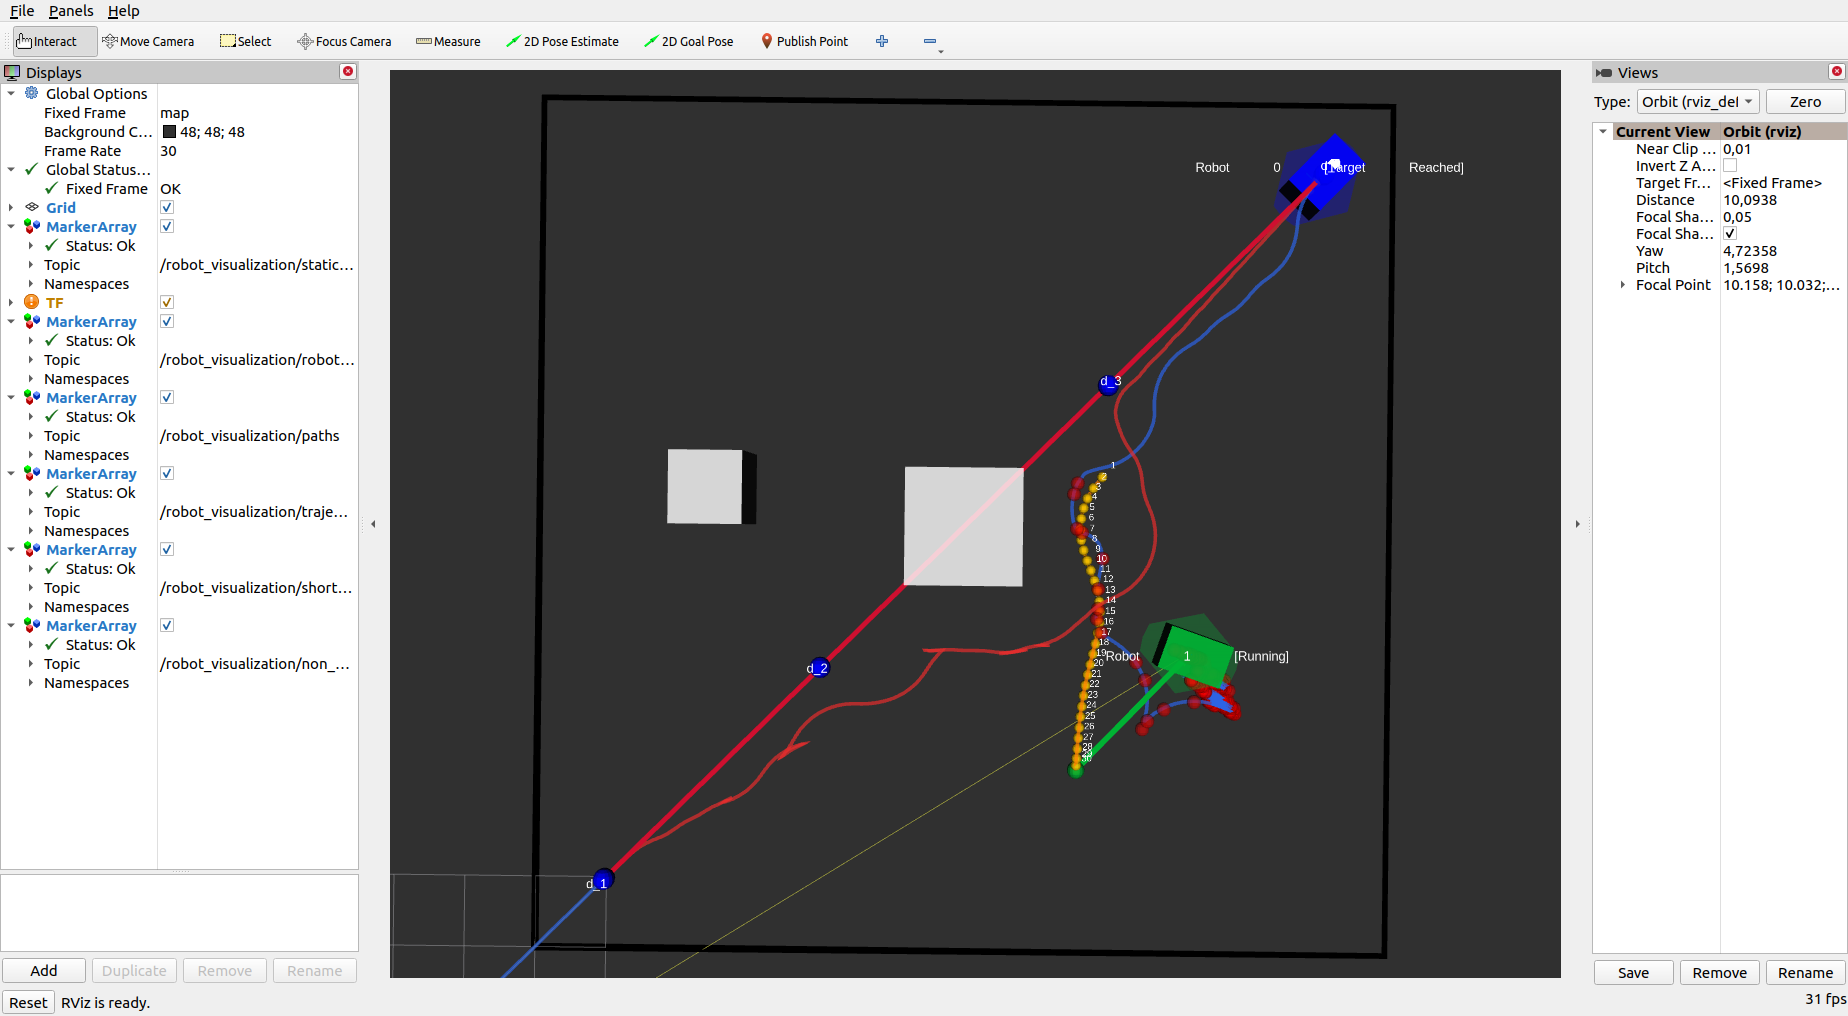 File Panels Help
Interact Move Camera Select Focus Camera Measure 2D Pose Estimate 2D Goal Pose Publish Point
Displays
Global Options
Fixed Frame map
Background C... 48; 48; 48
Frame Rate 30
Global Status...
Fixed Frame OK
Grid
MarkerArray
Status: Ok
Topic /robot_visualization/static...
Namespaces
TF
MarkerArray
Status: Ok
Topic /robot_visualization/robot...
Namespaces
MarkerArray
Status: Ok
Topic /robot_visualization/paths
Namespaces
MarkerArray
Status: Ok
Topic /robot_visualization/traje...
Namespaces
MarkerArray
Status: Ok
Topic /robot_visualization/short...
Namespaces
MarkerArray
Status: Ok
Topic /robot_visualization/non_...
Namespaces
Add Duplicate Remove Rename
Reset RViz is ready.
Robot 0 [Target Reached]
d_3
1
2
3
4
5
6
7
8
9
10
11
12
13
14
15
16
17
18
19
20
21
22
23
24
25
26
27
28
Robot 1 [Running]
d_2
d_1
Views
Type: Orbit (rviz_def Zero
Current View Orbit (rviz)
Near Clip ... 0,01
Invert Z A...
Target Fr... <Fixed Frame>
Distance 10,0938
Focal Sha... 0,05
Focal Sha...
Yaw 4,72358
Pitch 1,5698
Focal Point 10.158; 10.032;...
Save Remove Rename
31 fps